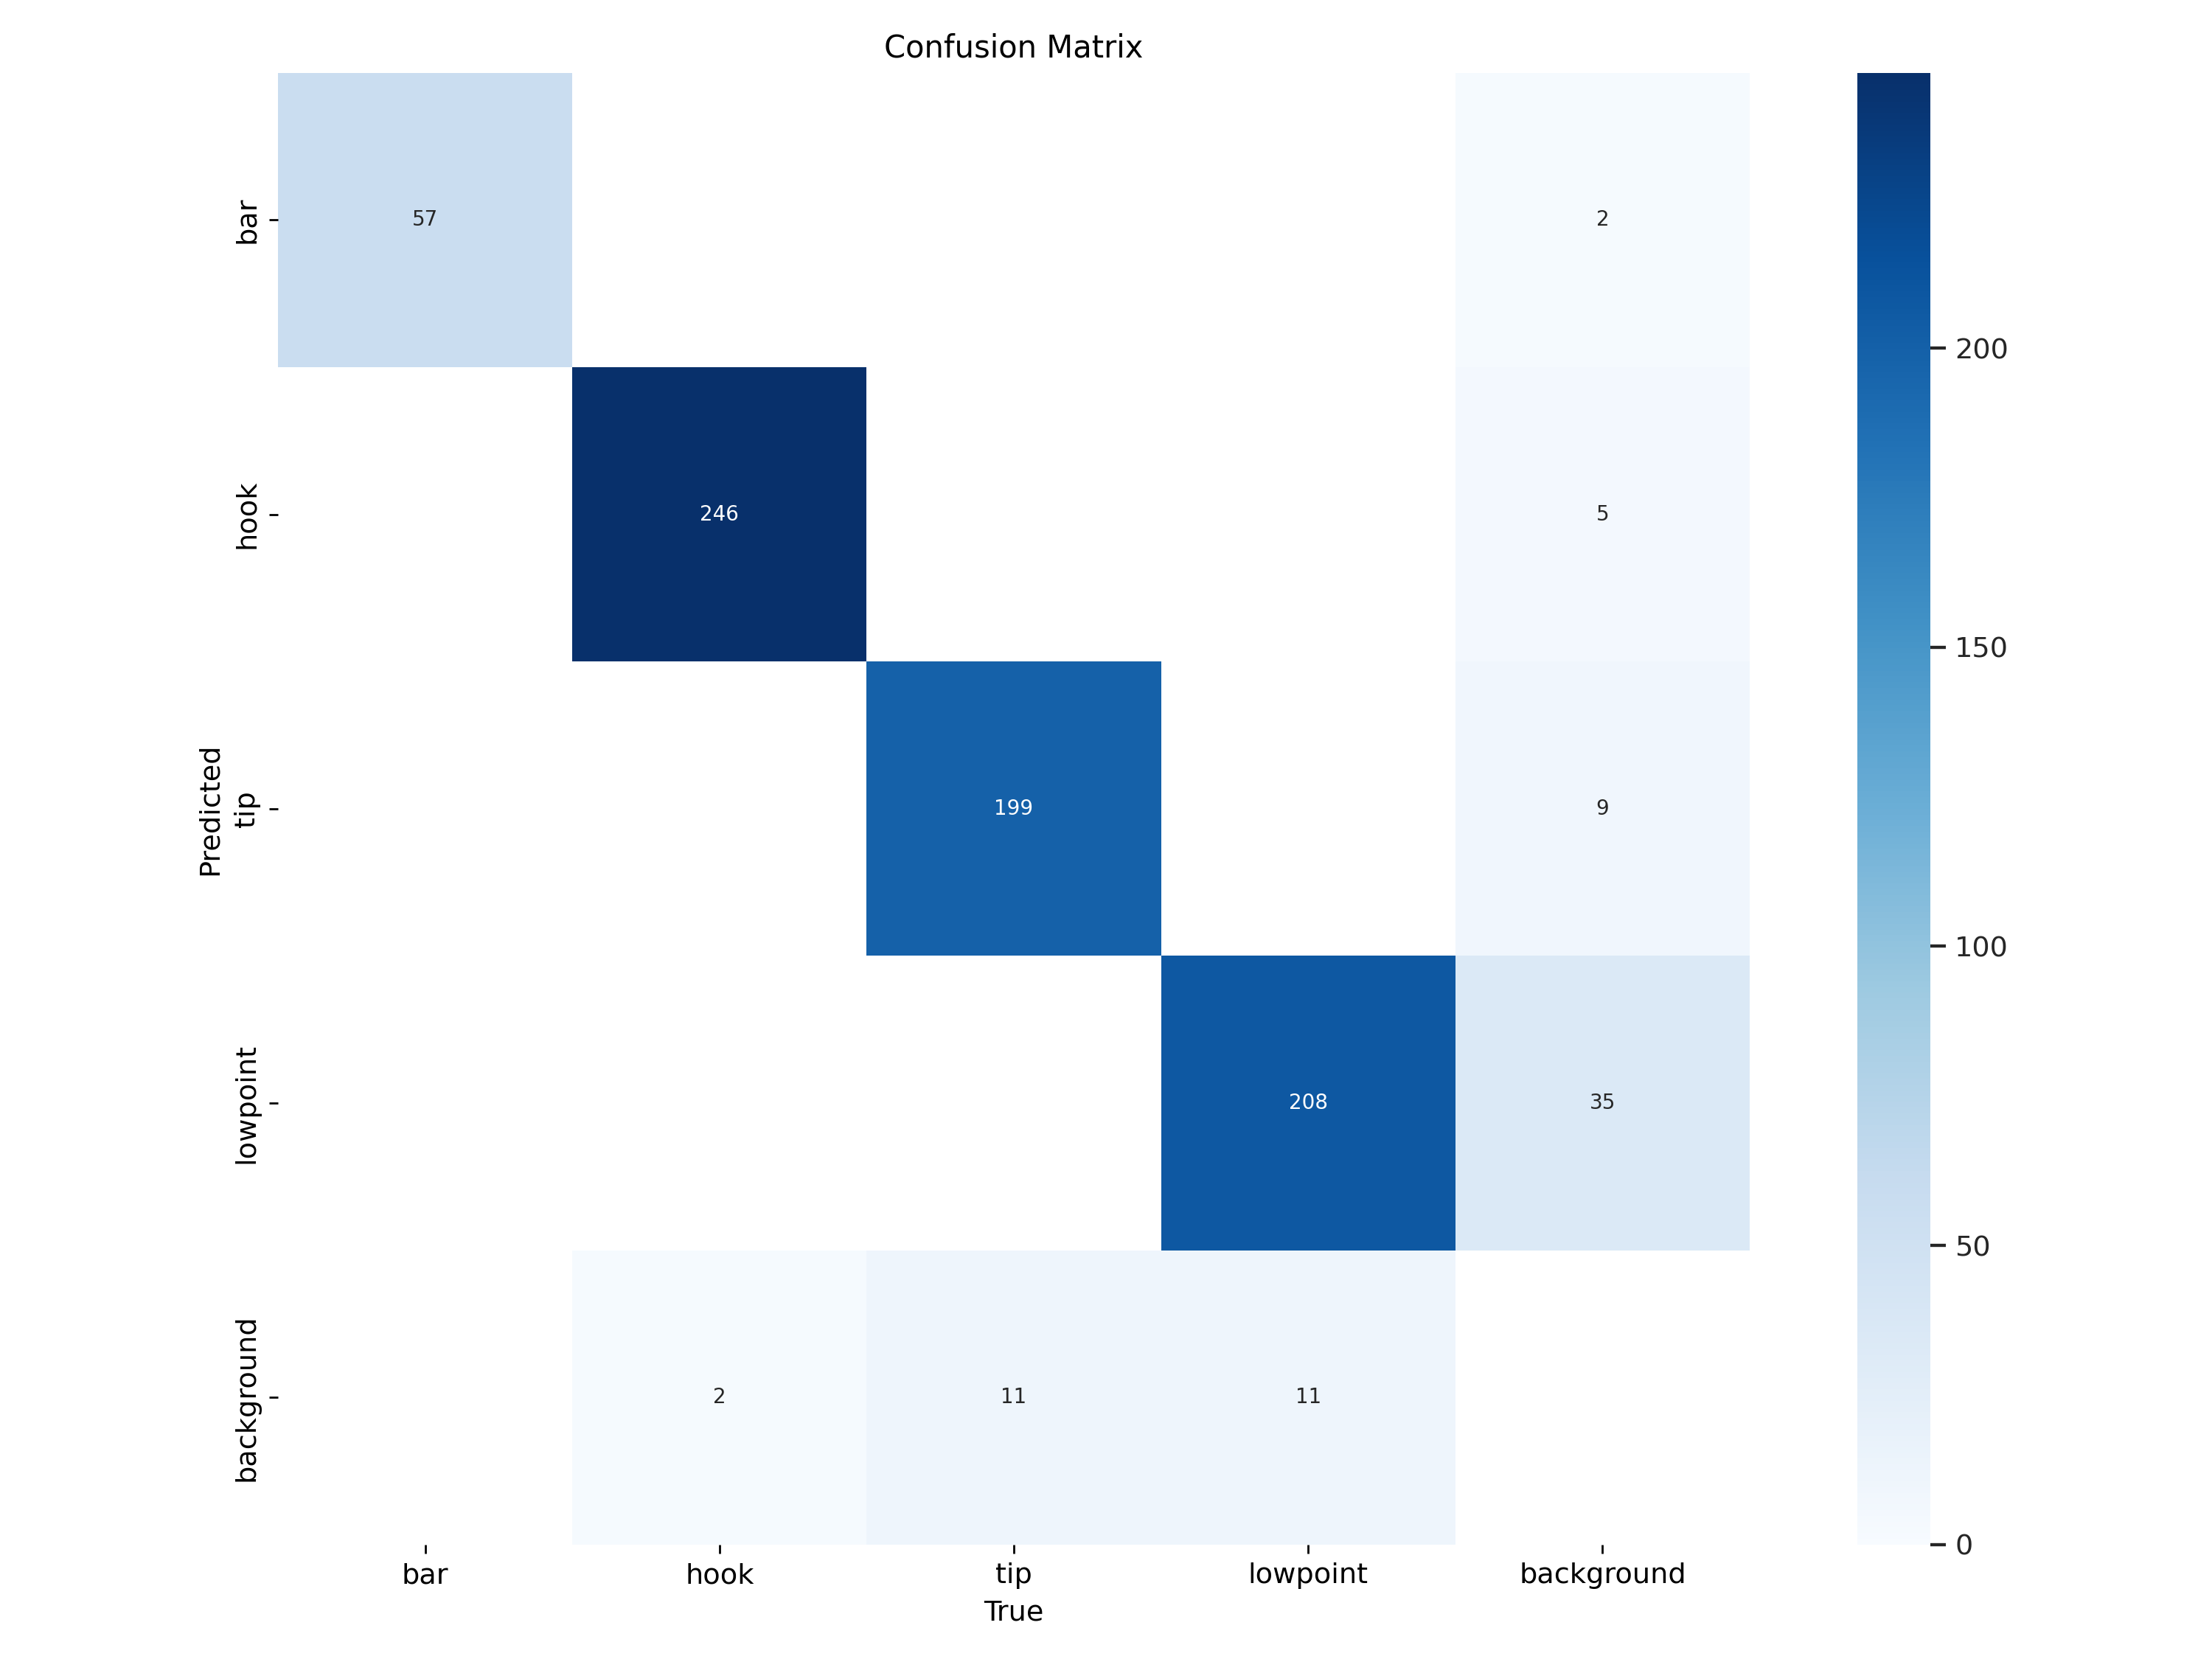 Confusion Matrix
bar
57
2
hook
246
5
tip
199
9
lowpoint
208
35
background
2
11
11
Predicted
bar
hook
tip
lowpoint
background
True
200
150
100
50
0